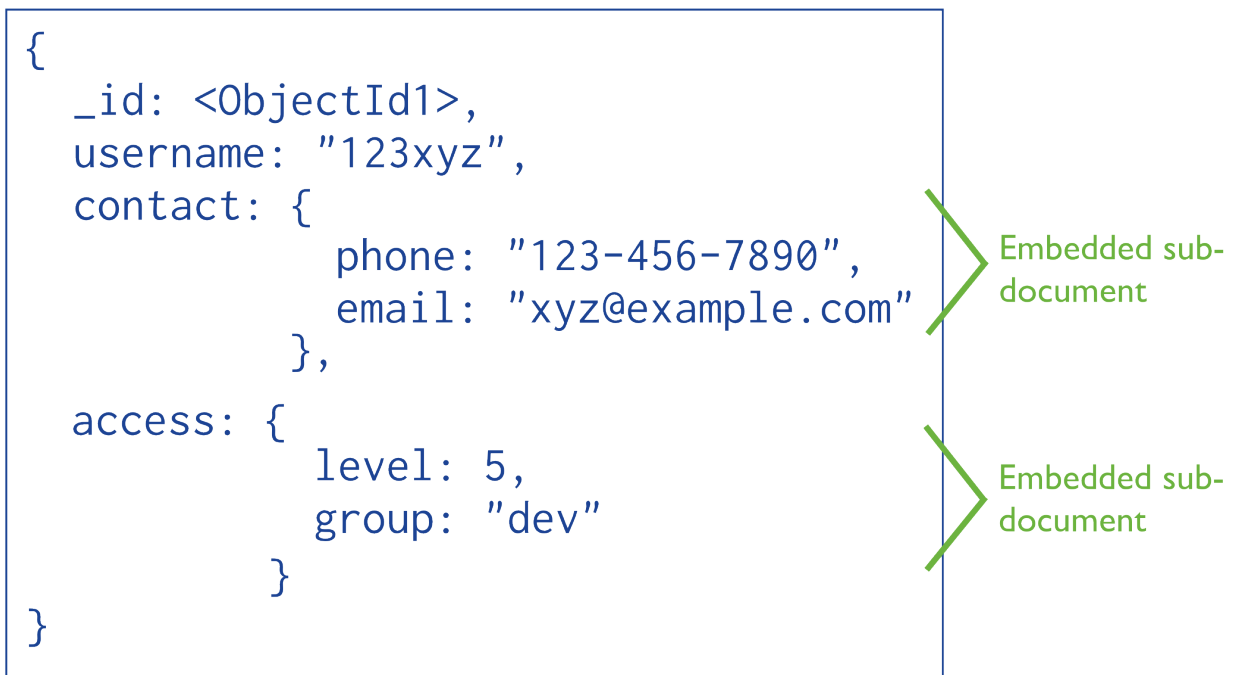 {
_id: <ObjectId1>,
username: "123xyz",
contact: {
phone: "123-456-7890",
email: "xyz@example.com"
},
access: {
level: 5,
group: "dev"
}
}
Embedded sub-
document
Embedded sub-
document